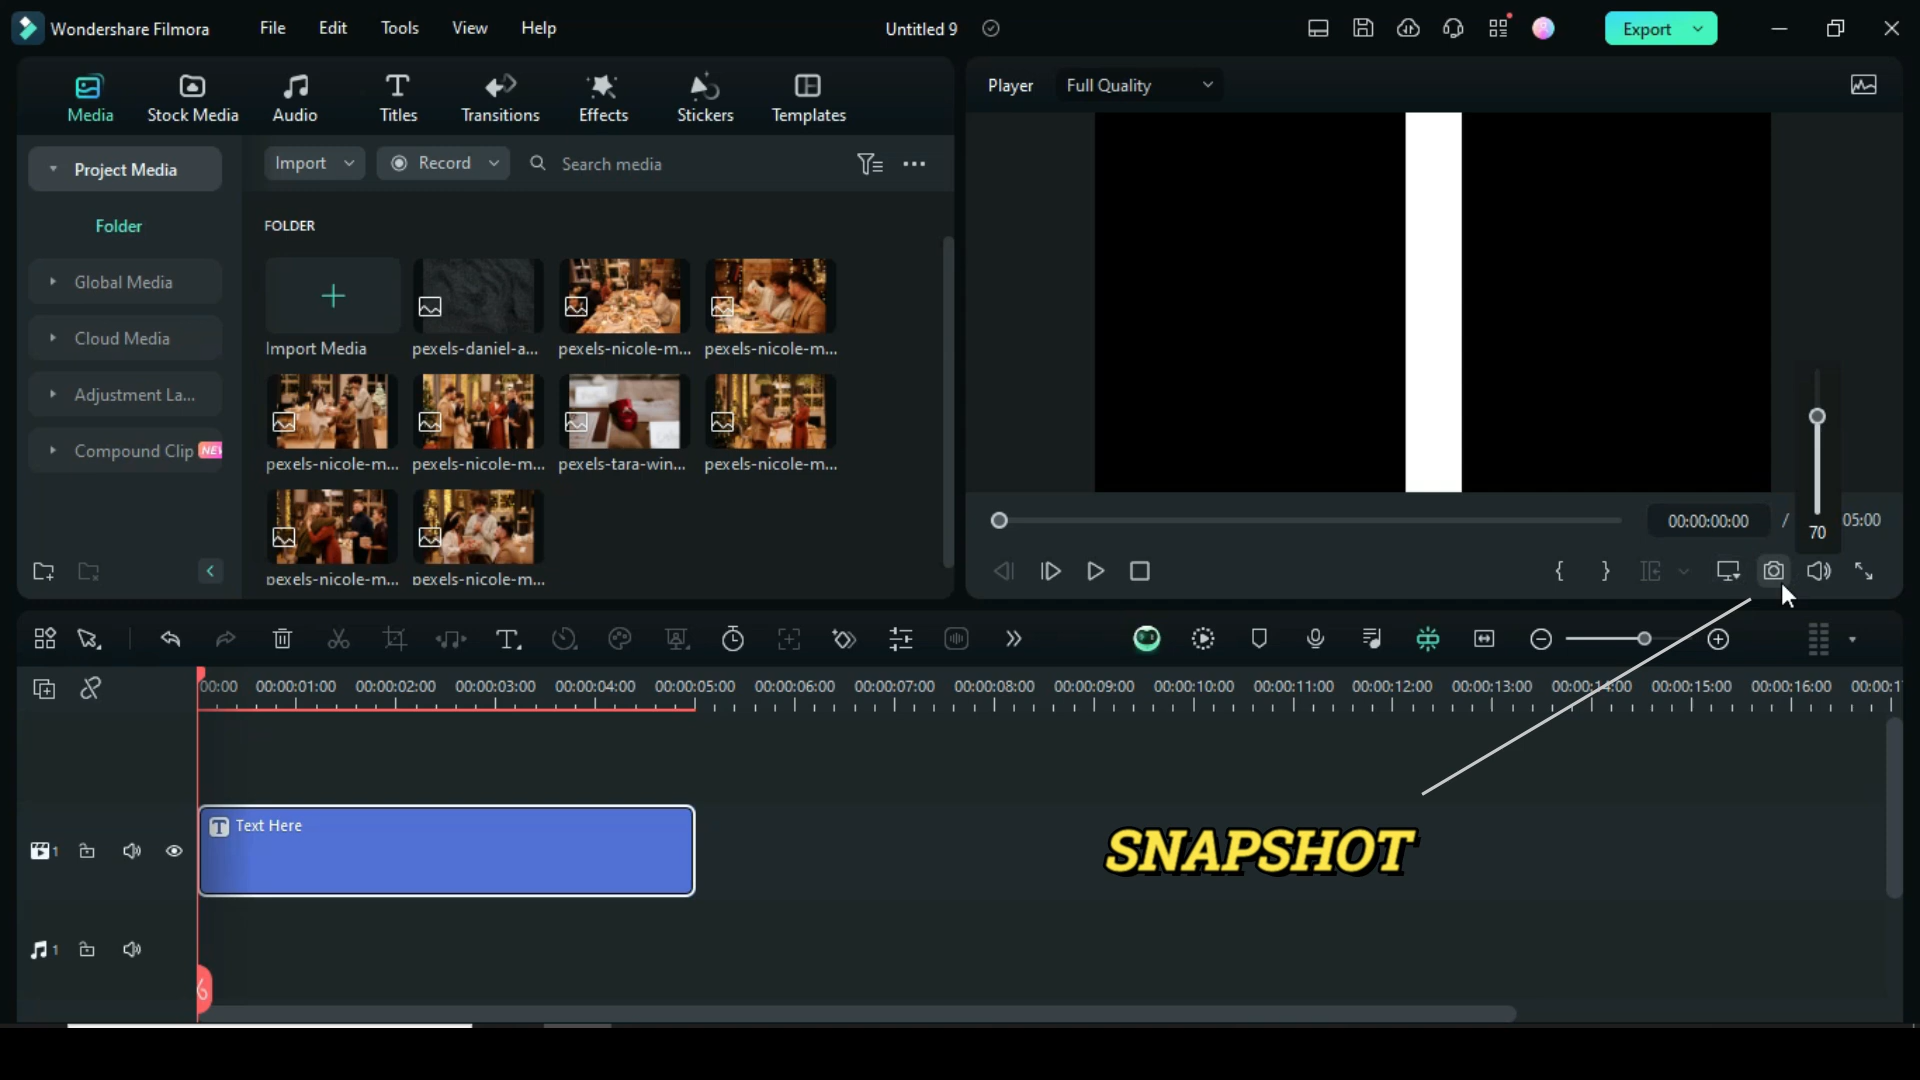 Wondershare Filmora File Edit Tools View Help Untitled 9 Export
Media Stock Media Audio Titles Transitions Effects Stickers Templates
Player Full Quality
Project Media
Folder
Global Media
Cloud Media
Adjustment La...
Compound Clip NEW
Import Record Search media
FOLDER
Import Media pexels-daniel-a... pexels-nicole-m... pexels-nicole-m...
pexels-nicole-m... pexels-nicole-m... pexels-tara-win... pexels-nicole-m...
pexels-nicole-m... pexels-nicole-m...
00:00:00:00 / 05:00
70
00:00 00:00:01:00 00:00:02:00 00:00:03:00 00:00:04:00 00:00:05:00 00:00:06:00 00:00:07:00 00:00:08:00 00:00:09:00 00:00:10:00 00:00:11:00 00:00:12:00 00:00:13:00 00:00:14:00 00:00:15:00 00:00:16:00 00:00:1
T Text Here
1
SNAPSHOT
1